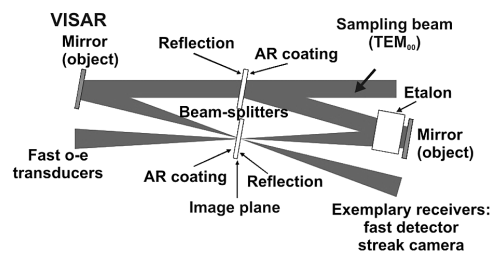 VISAR
Mirror
(object)
Reflection
AR coating
Sampling beam
(TEM₀₀)
Etalon
Beam-splitters
Mirror
(object)
Fast o-e
transducers
AR coating
Reflection
Image plane
Exemplary receivers:
fast detector
streak camera